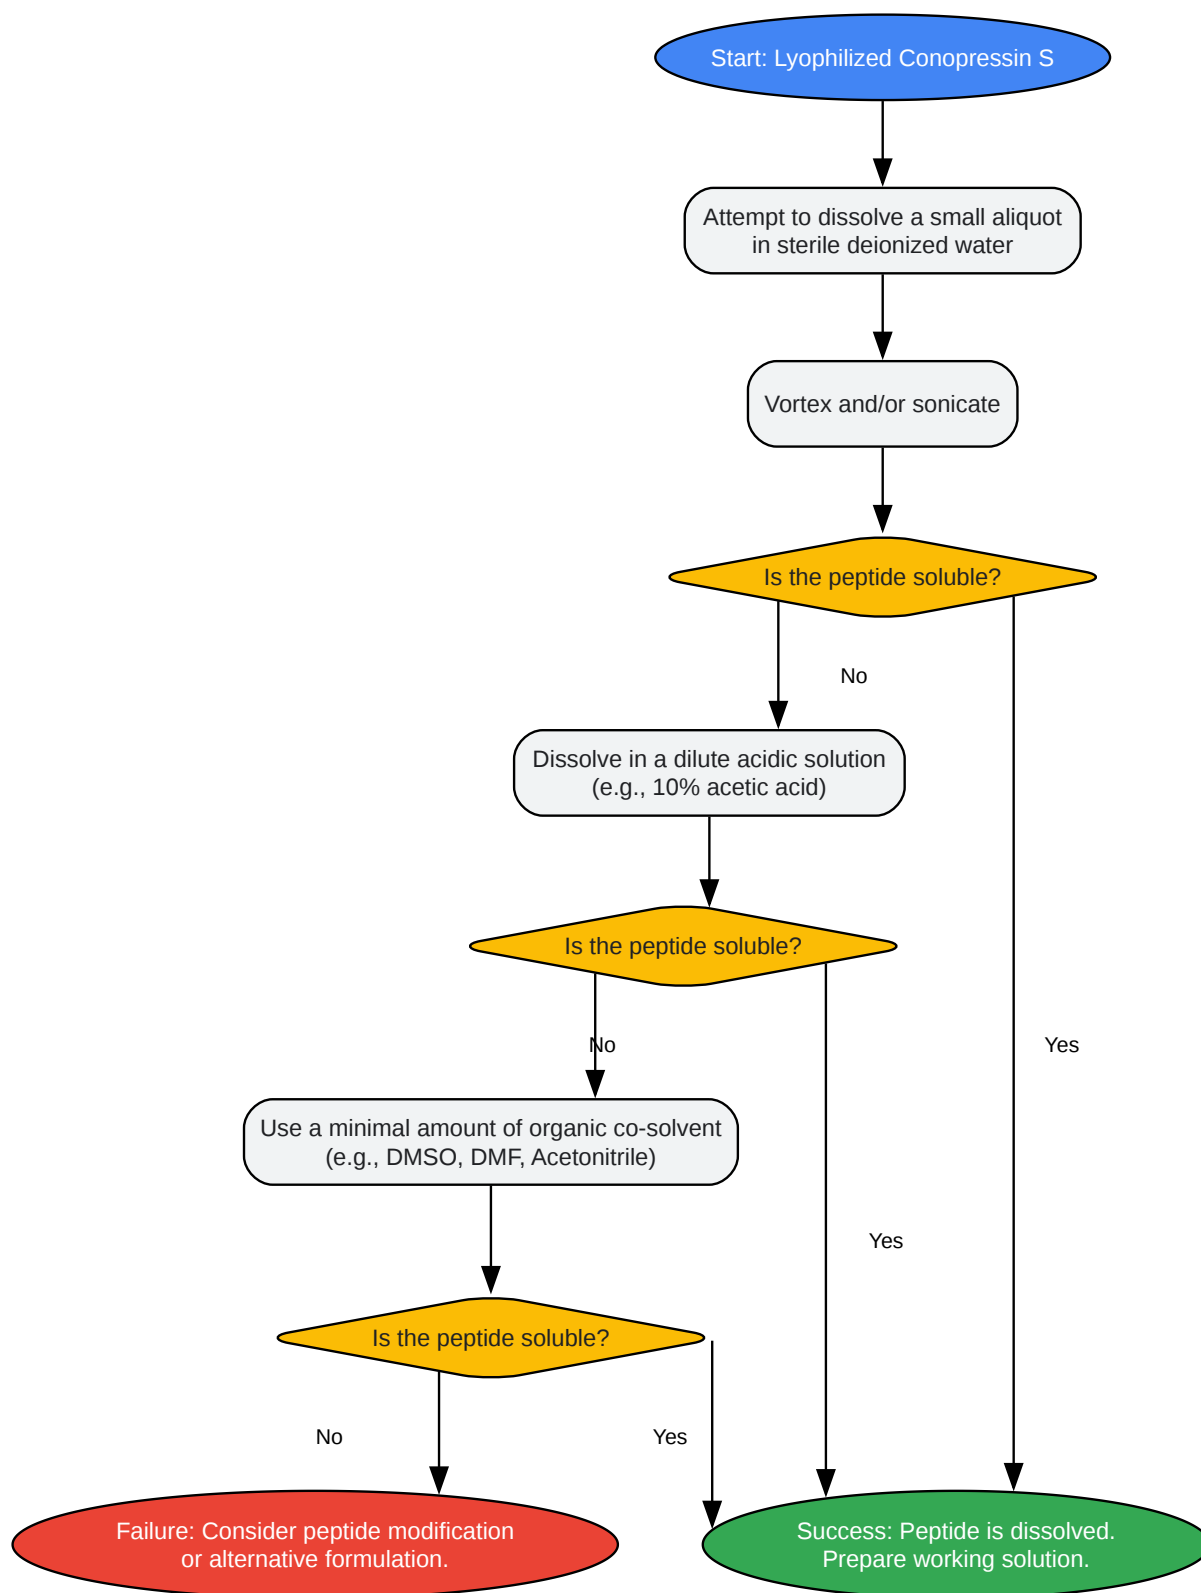 Start: Lyophilized Conopressin S
Attempt to dissolve a small aliquot
in sterile deionized water
Vortex and/or sonicate
Is the peptide soluble?
No
Dissolve in a dilute acidic solution
(e.g., 10% acetic acid)
Is the peptide soluble?
No
Yes
Use a minimal amount of organic co-solvent
(e.g., DMSO, DMF, Acetonitrile)
Yes
Is the peptide soluble?
No
Yes
Failure: Consider peptide modification
or alternative formulation.
Success: Peptide is dissolved.
Prepare working solution.